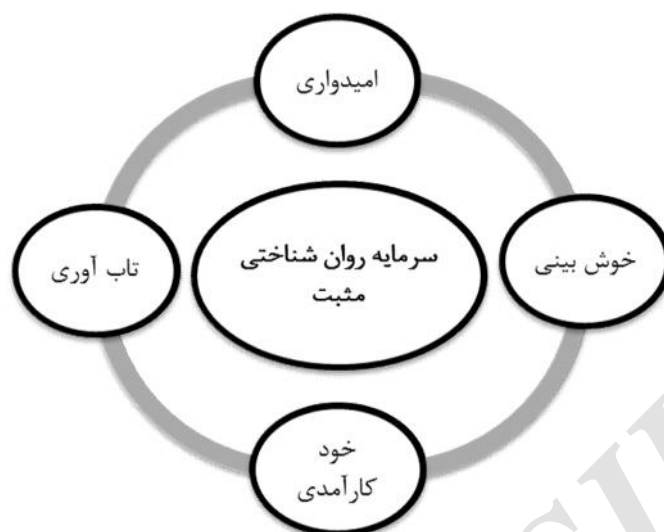 امیدواری
خوش بینی
سرمایه روان شناختی
مثبت
تاب آوری
خود
کارآمدی